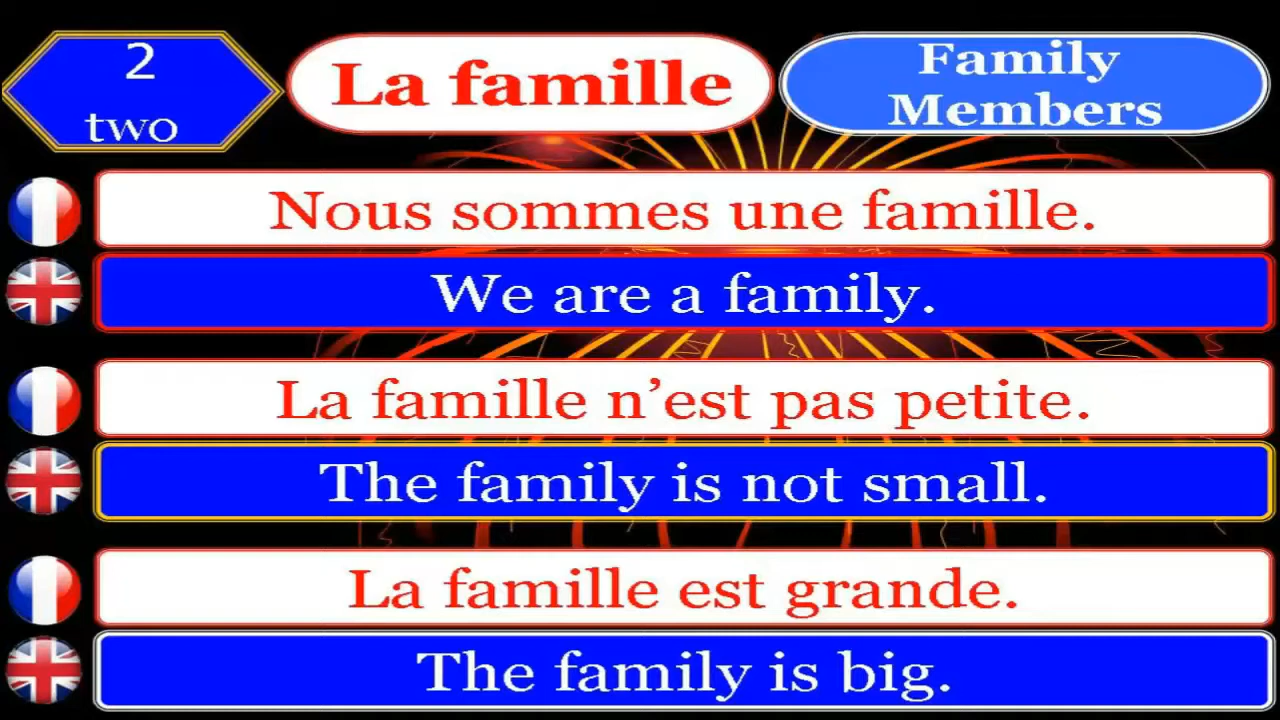 2
two
La famille
Family
Members
Nous sommes une famille.
We are a family.
La famille n’est pas petite.
The family is not small.
La famille est grande.
The family is big.